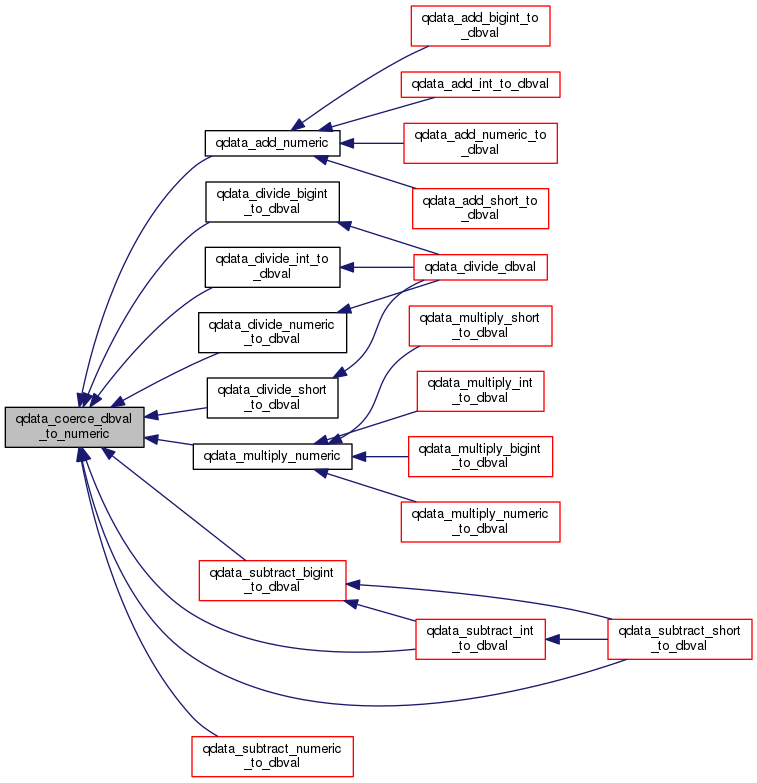 qdata_add_bigint_to
_dbval
qdata_add_int_to_dbval
qdata_add_numeric
qdata_add_numeric_to
_dbval
qdata_add_short_to
_dbval
qdata_divide_bigint
_to_dbval
qdata_divide_int_to
_dbval
qdata_divide_dbval
qdata_divide_numeric
_to_dbval
qdata_multiply_short
_to_dbval
qdata_divide_short
_to_dbval
qdata_multiply_int
_to_dbval
qdata_coerce_dbval
_to_numeric
qdata_multiply_numeric
qdata_multiply_bigint
_to_dbval
qdata_multiply_numeric
_to_dbval
qdata_subtract_bigint
_to_dbval
qdata_subtract_int
_to_dbval
qdata_subtract_short
_to_dbval
qdata_subtract_numeric
_to_dbval